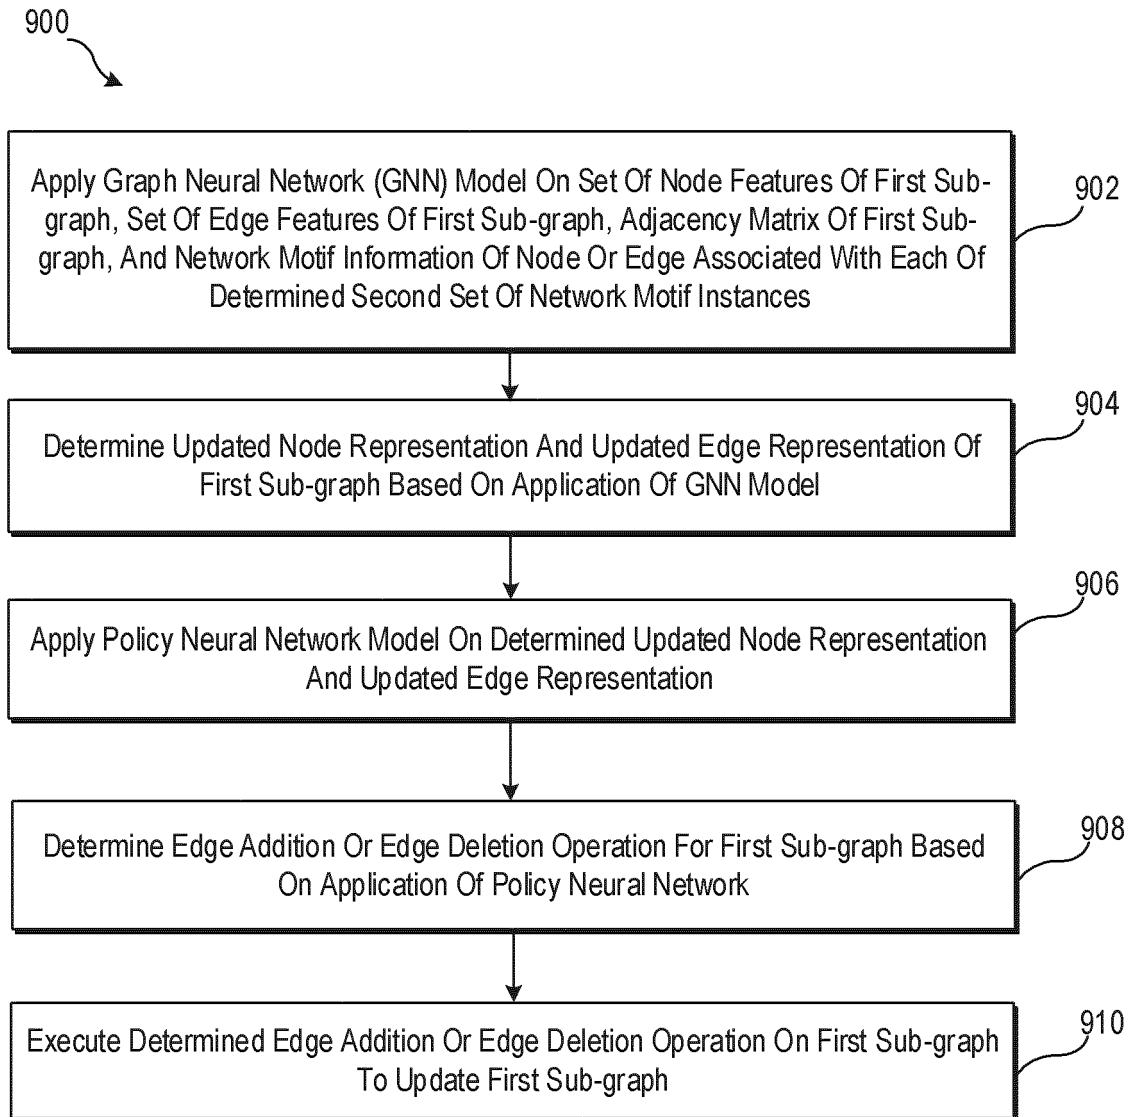 900
Apply Graph Neural Network (GNN) Model On Set Of Node Features Of First Sub-
graph, Set Of Edge Features Of First Sub-graph, Adjacency Matrix Of First Sub-
graph, And Network Motif Information Of Node Or Edge Associated With Each Of
Determined Second Set Of Network Motif Instances
902
Determine Updated Node Representation And Updated Edge Representation Of
First Sub-graph Based On Application Of GNN Model
904
Apply Policy Neural Network Model On Determined Updated Node Representation
And Updated Edge Representation
906
Determine Edge Addition Or Edge Deletion Operation For First Sub-graph Based
On Application Of Policy Neural Network
908
Execute Determined Edge Addition Or Edge Deletion Operation On First Sub-graph
To Update First Sub-graph
910